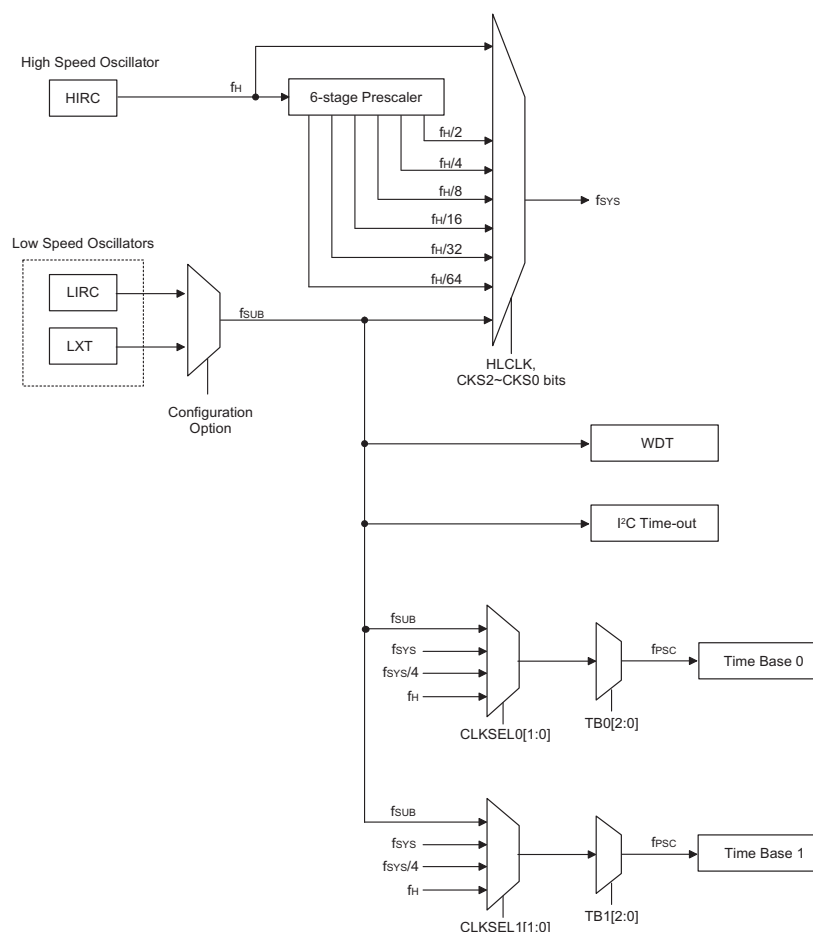 High Speed Oscillator
HIRC
fH
6-stage Prescaler
fH/2
fH/4
fH/8
fH/16
fH/32
fH/64
fSYS
Low Speed Oscillators
LIRC
LXT
fSUB
Configuration
Option
HLCLK,
CKS2~CKS0 bits
WDT
I²C Time-out
fSUB
fSYS
fSYS/4
fH
CLKSEL0[1:0]
TB0[2:0]
fPSC
Time Base 0
fSUB
fSYS
fSYS/4
fH
CLKSEL1[1:0]
TB1[2:0]
fPSC
Time Base 1